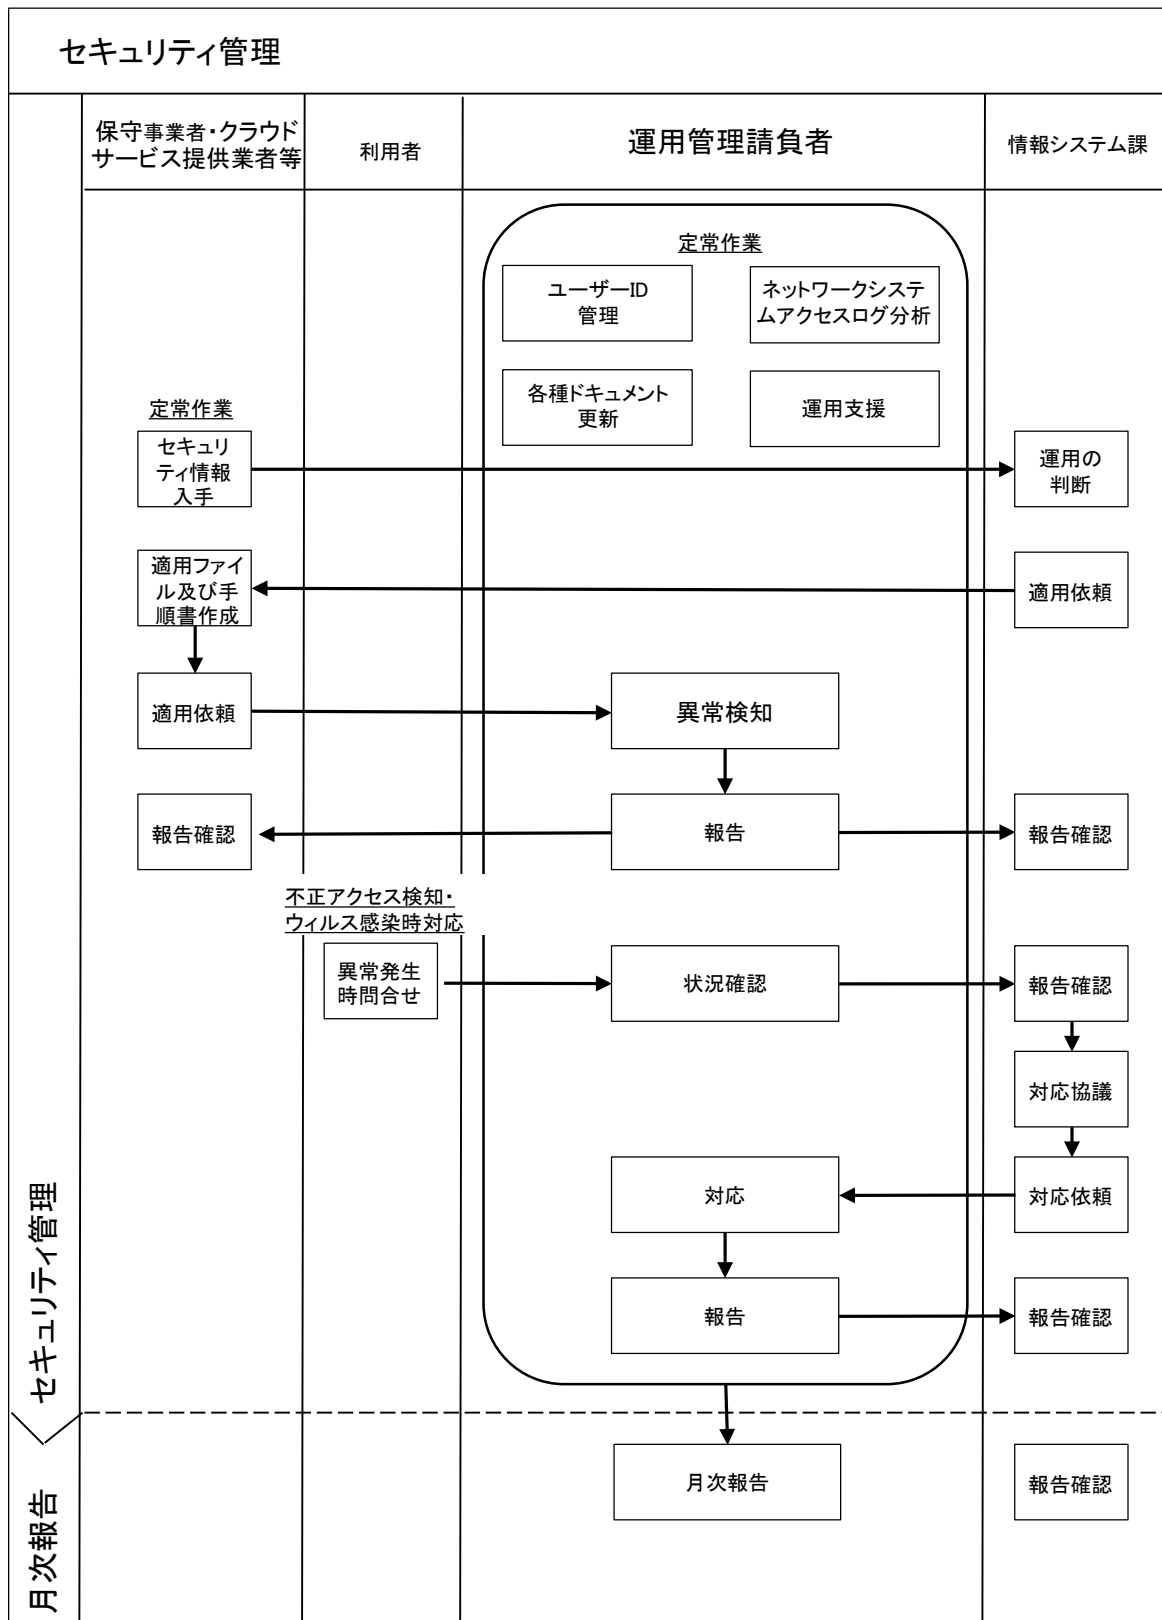 セキュリティ管理
保守事業者・クラウド
サービス提供業者等
利用者
運用管理請負者
情報システム課
定常作業
ユーザーID
管理
ネットワークシステ
ムアクセスログ分析
各種ドキュメント
更新
運用支援
定常作業
セキュリ
ティ情報
入手
運用の
判断
適用ファイ
ル及び手
順書作成
適用依頼
適用依頼
異常検知
報告確認
報告
報告確認
不正アクセス検知・
ウィルス感染時対応
異常発生
時問合せ
状況確認
報告確認
対応協議
対応
対応依頼
報告
報告確認
セキュリティ管理
月次報告
報告確認
月次報告